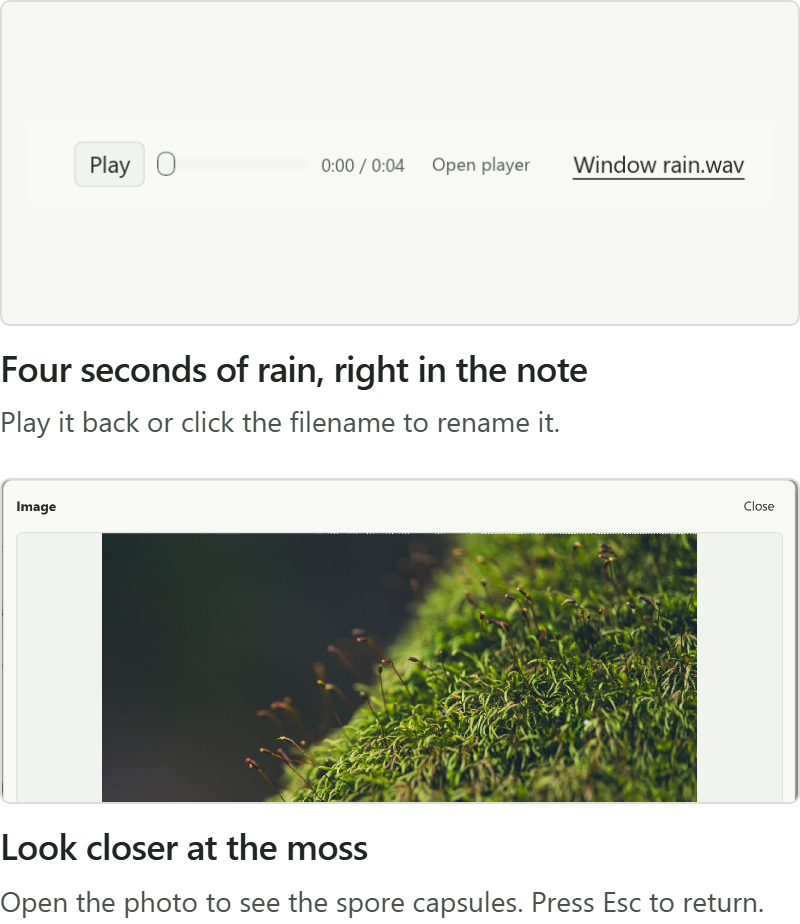 Play 0:00 / 0:04 Open player Window rain.wav
Four seconds of rain, right in the note
Play it back or click the filename to rename it.
Image Close
Look closer at the moss
Open the photo to see the spore capsules. Press Esc to return.